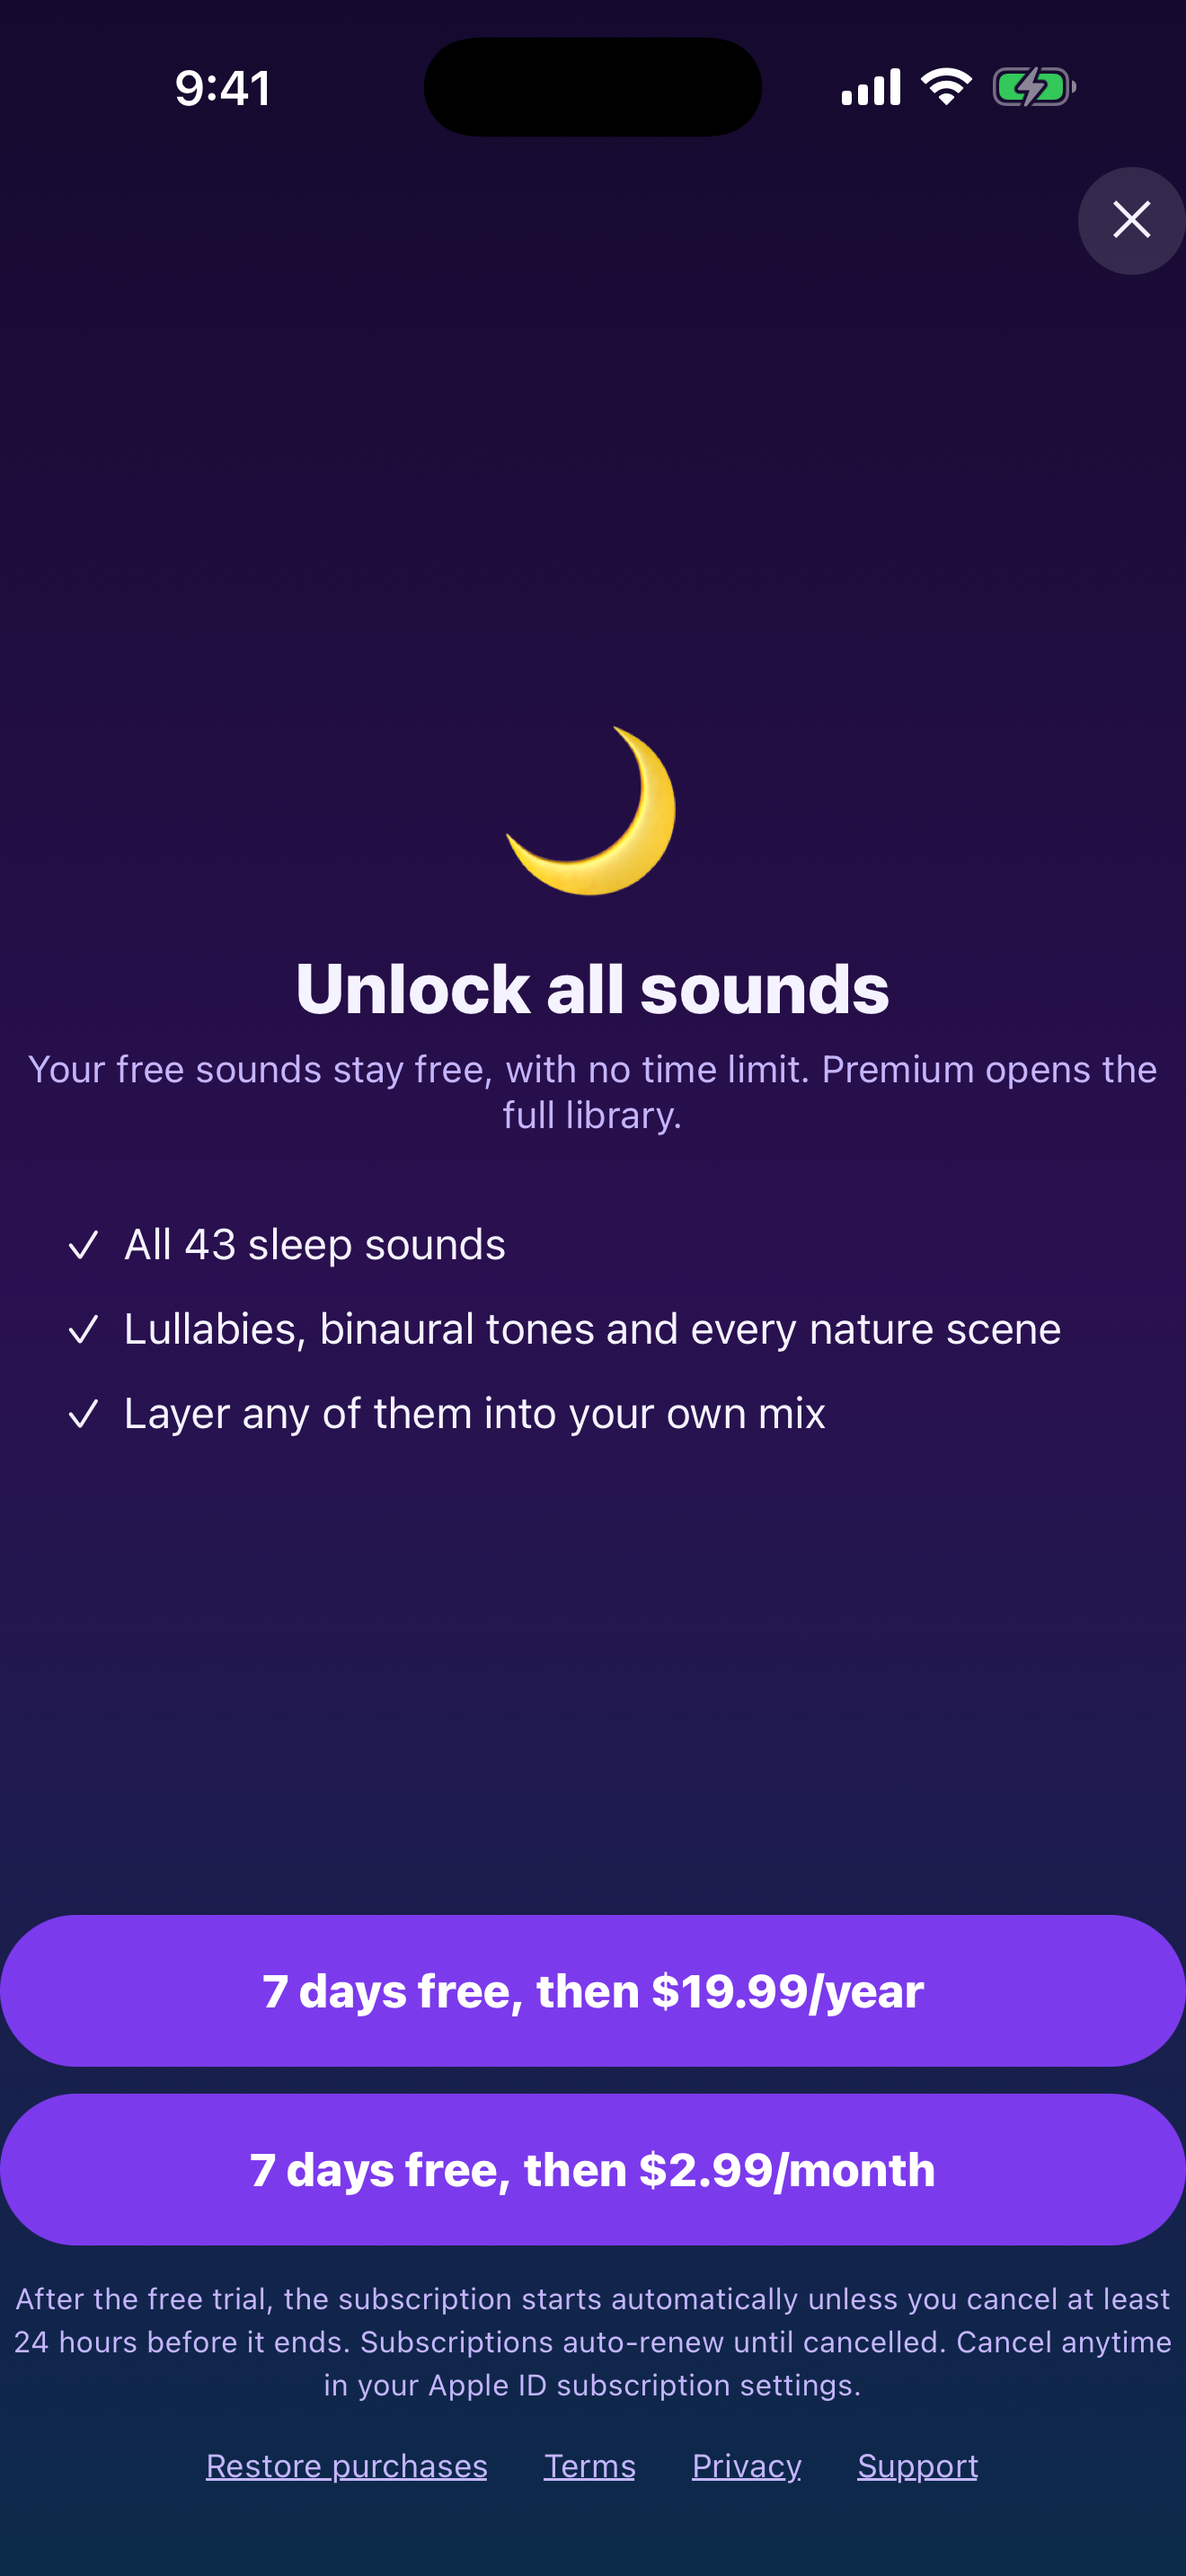 9:41
Unlock all sounds
Your free sounds stay free, with no time limit. Premium opens the
full library.
All 43 sleep sounds
Lullabies, binaural tones and every nature scene
Layer any of them into your own mix
7 days free, then $19.99/year
7 days free, then $2.99/month
After the free trial, the subscription starts automatically unless you cancel at least
24 hours before it ends. Subscriptions auto-renew until cancelled. Cancel anytime
in your Apple ID subscription settings.
Restore purchases Terms Privacy Support